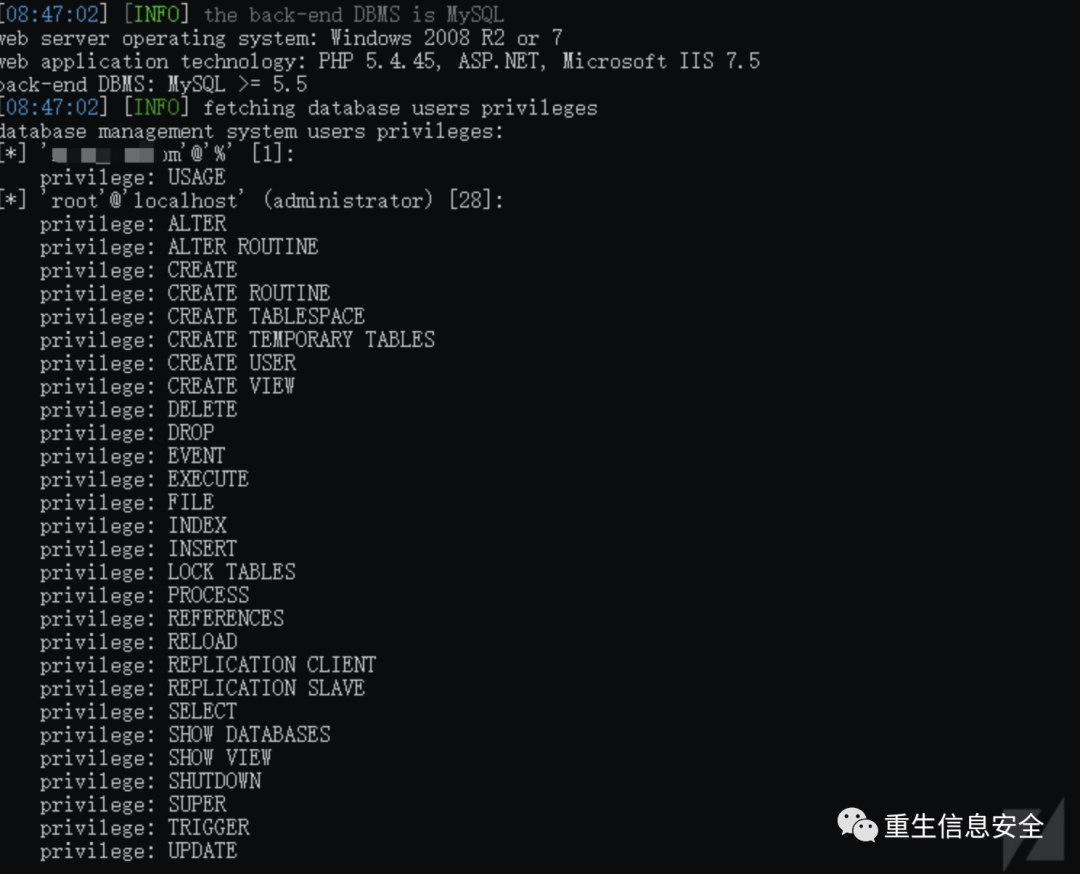 [08:47:02] [INFO] the back-end DBMS is MySQL
web server operating system: Windows 2008 R2 or 7
web application technology: PHP 5.4.45, ASP.NET, Microsoft IIS 7.5
back-end DBMS: MySQL >= 5.5
[08:47:02] [INFO] fetching database users privileges
database management system users privileges:
[*] 'om'@'%' [1]:
privilege: USAGE
[*] 'root'@'localhost' (administrator) [28]:
privilege: ALTER
privilege: ALTER ROUTINE
privilege: CREATE
privilege: CREATE ROUTINE
privilege: CREATE TABLESPACE
privilege: CREATE TEMPORARY TABLES
privilege: CREATE USER
privilege: CREATE VIEW
privilege: DELETE
privilege: DROP
privilege: EVENT
privilege: EXECUTE
privilege: FILE
privilege: INDEX
privilege: INSERT
privilege: LOCK TABLES
privilege: PROCESS
privilege: REFERENCES
privilege: RELOAD
privilege: REPLICATION CLIENT
privilege: REPLICATION SLAVE
privilege: SELECT
privilege: SHOW DATABASES
privilege: SHOW VIEW
privilege: SHUTDOWN
privilege: SUPER
privilege: TRIGGER
privilege: UPDATE
重生信息安全